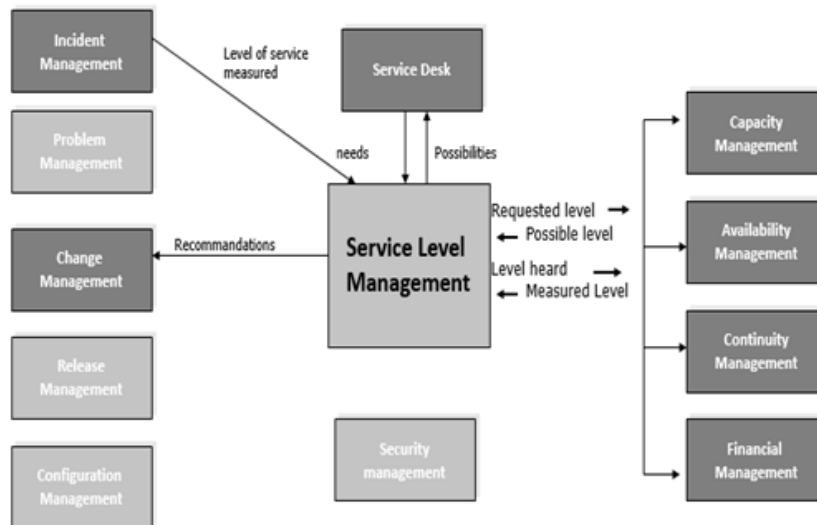 Incident
Management
Level of service
measured
Service Desk
Problem
Management
needs
Possibilities
Capacity
Management
Change
Management
Recommandations
Service Level
Management
Requested level
Possible level
Level heard
Measured Level
Availability
Management
Release
Management
Continuity
Management
Configuration
Management
Security
management
Financial
Management